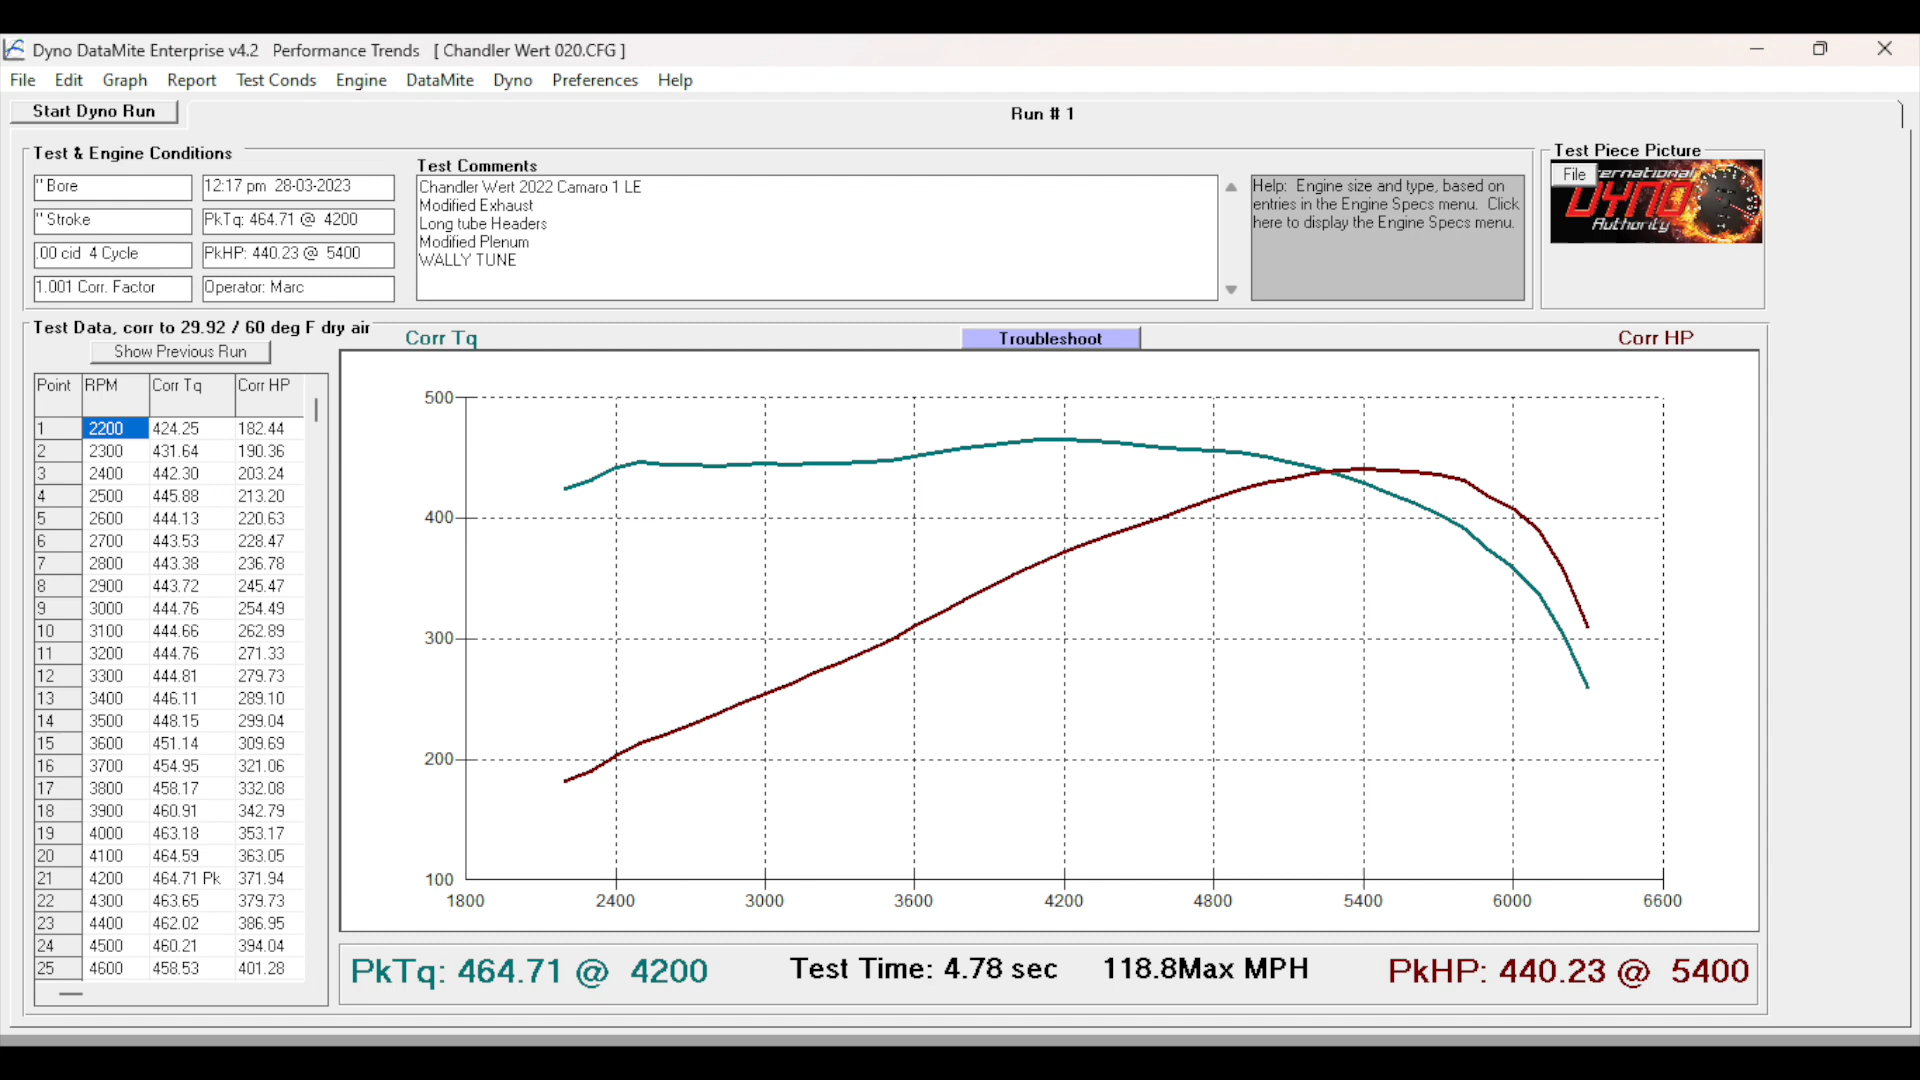 Dyno DataMite Enterprise v4.2 Performance Trends [ Chandler Wert 020.CFG ]
File Edit Graph Report Test Conds Engine DataMite Dyno Preferences Help
Start Dyno Run
Run # 1
Test & Engine Conditions
" Bore
12:17 pm 28-03-2023
" Stroke
PkTq: 464.71 @ 4200
.00 cid 4 Cycle
PkHP: 440.23 @ 5400
1.001 Corr. Factor
Operator: Marc
Test Comments
Chandler Wert 2022 Camaro 1 LE
Modified Exhaust
Long tube Headers
Modified Plenum
WALLY TUNE
Help: Engine size and type, based on
entries in the Engine Specs menu. Click
here to display the Engine Specs menu.
Test Piece Picture
File
ernational
DYNO
Authority
Test Data, corr to 29.92 / 60 deg F dry air
Show Previous Run
Point RPM Corr Tq Corr HP
1 2200 424.25 182.44
2 2300 431.64 190.36
3 2400 442.30 203.24
4 2500 445.88 213.20
5 2600 444.13 220.63
6 2700 443.53 228.47
7 2800 443.38 236.78
8 2900 443.72 245.47
9 3000 444.76 254.49
10 3100 444.66 262.89
11 3200 444.76 271.33
12 3300 444.81 279.73
13 3400 446.11 289.10
14 3500 448.15 299.04
15 3600 451.14 309.69
16 3700 454.95 321.06
17 3800 458.17 332.08
18 3900 460.91 342.79
19 4000 463.18 353.17
20 4100 464.59 363.05
21 4200 464.71 Pk 371.94
22 4300 463.65 379.73
23 4400 462.02 386.95
24 4500 460.21 394.04
25 4600 458.53 401.28
Corr Tq
Troubleshoot
Corr HP
500
400
300
200
100
1800 2400 3000 3600 4200 4800 5400 6000 6600
PkTq: 464.71 @ 4200
Test Time: 4.78 sec
118.8Max MPH
PkHP: 440.23 @ 5400